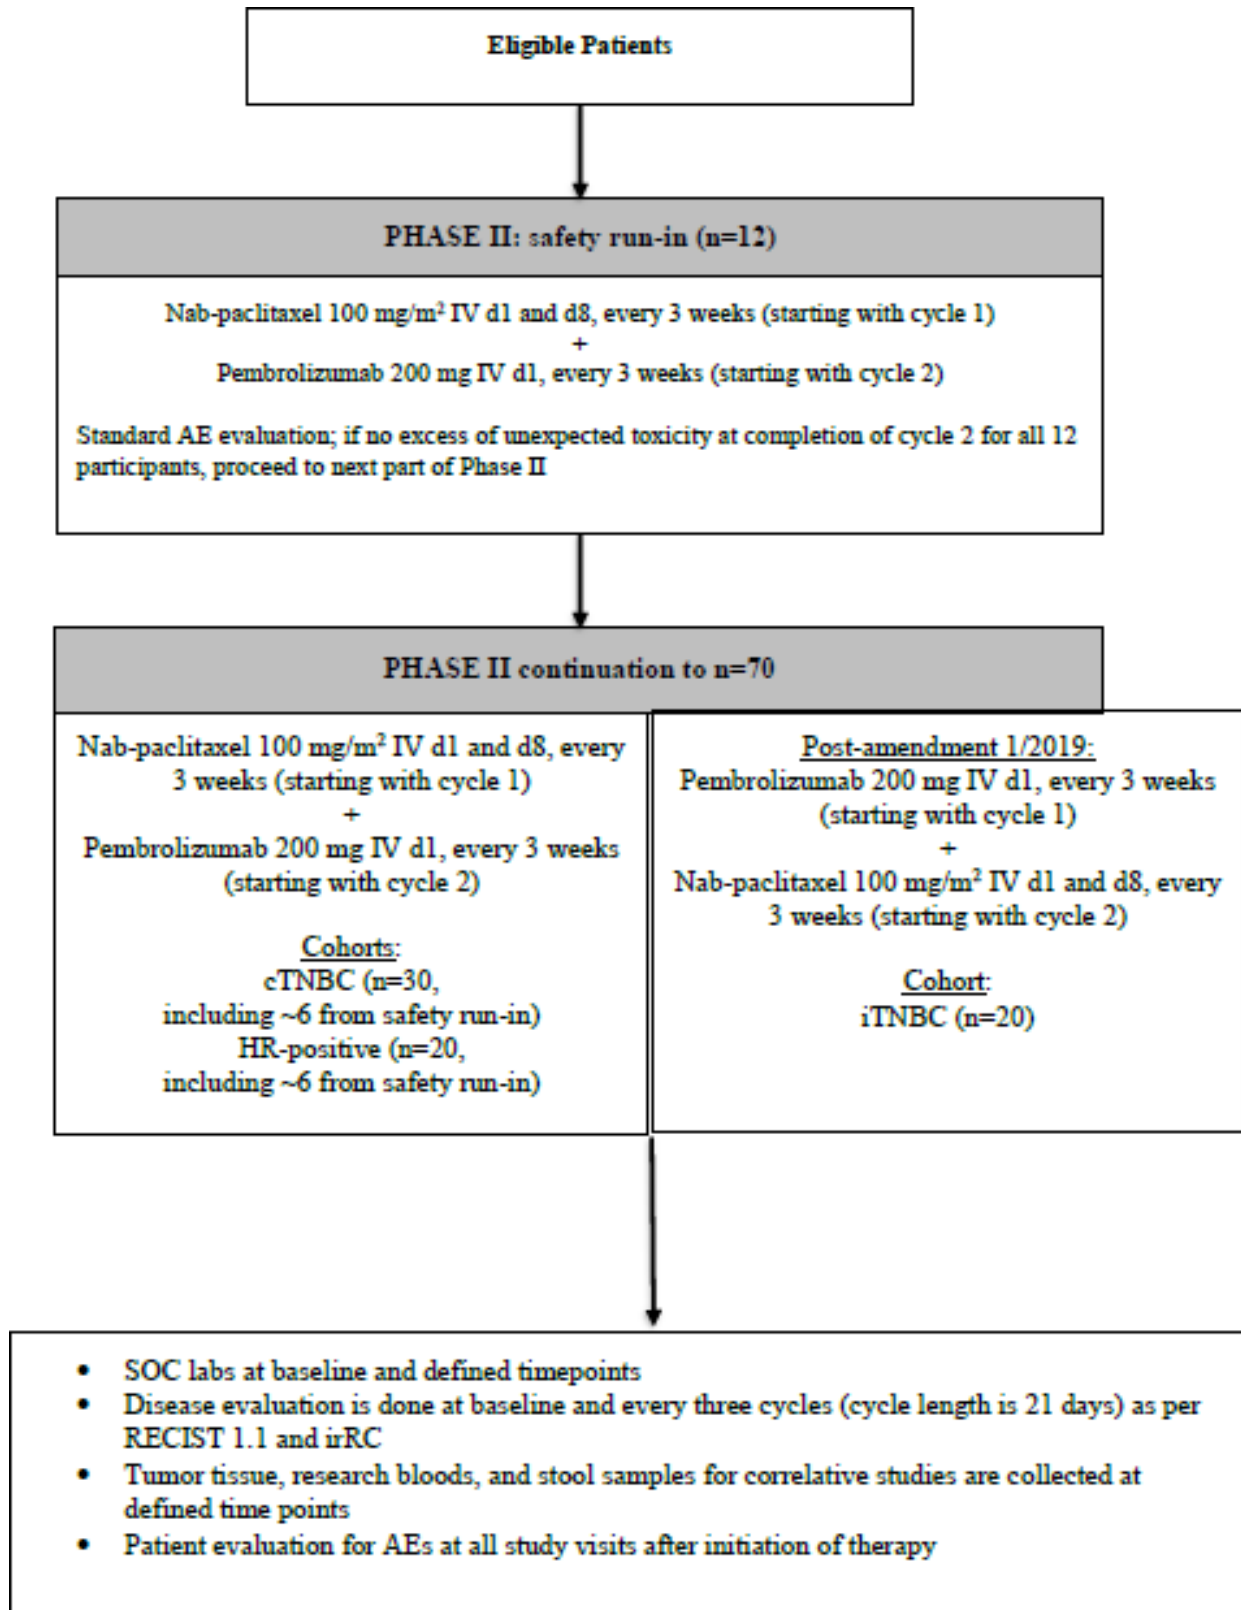 Eligible Patients
PHASE II: safety run-in (n=12)
Nab-paclitaxel 100 mg/m² IV d1 and d8, every 3 weeks (starting with cycle 1)
+
Pembrolizumab 200 mg IV d1, every 3 weeks (starting with cycle 2)
Standard AE evaluation; if no excess of unexpected toxicity at completion of cycle 2 for all 12
participants, proceed to next part of Phase II
PHASE II continuation to n=70
Nab-paclitaxel 100 mg/m² IV d1 and d8, every
3 weeks (starting with cycle 1)
+
Pembrolizumab 200 mg IV d1, every 3 weeks
(starting with cycle 2)
Cohorts:
cTNBC (n=30,
including ~6 from safety run-in)
HR-positive (n=20,
including ~6 from safety run-in)
Post-amendment 1/2019:
Pembrolizumab 200 mg IV d1, every 3 weeks
(starting with cycle 1)
+
Nab-paclitaxel 100 mg/m² IV d1 and d8, every
3 weeks (starting with cycle 2)
Cohort:
iTNBC (n=20)
• SOC labs at baseline and defined timepoints
• Disease evaluation is done at baseline and every three cycles (cycle length is 21 days) as per
RECIST 1.1 and irRC
• Tumor tissue, research bloods, and stool samples for correlative studies are collected at
defined time points
• Patient evaluation for AEs at all study visits after initiation of therapy